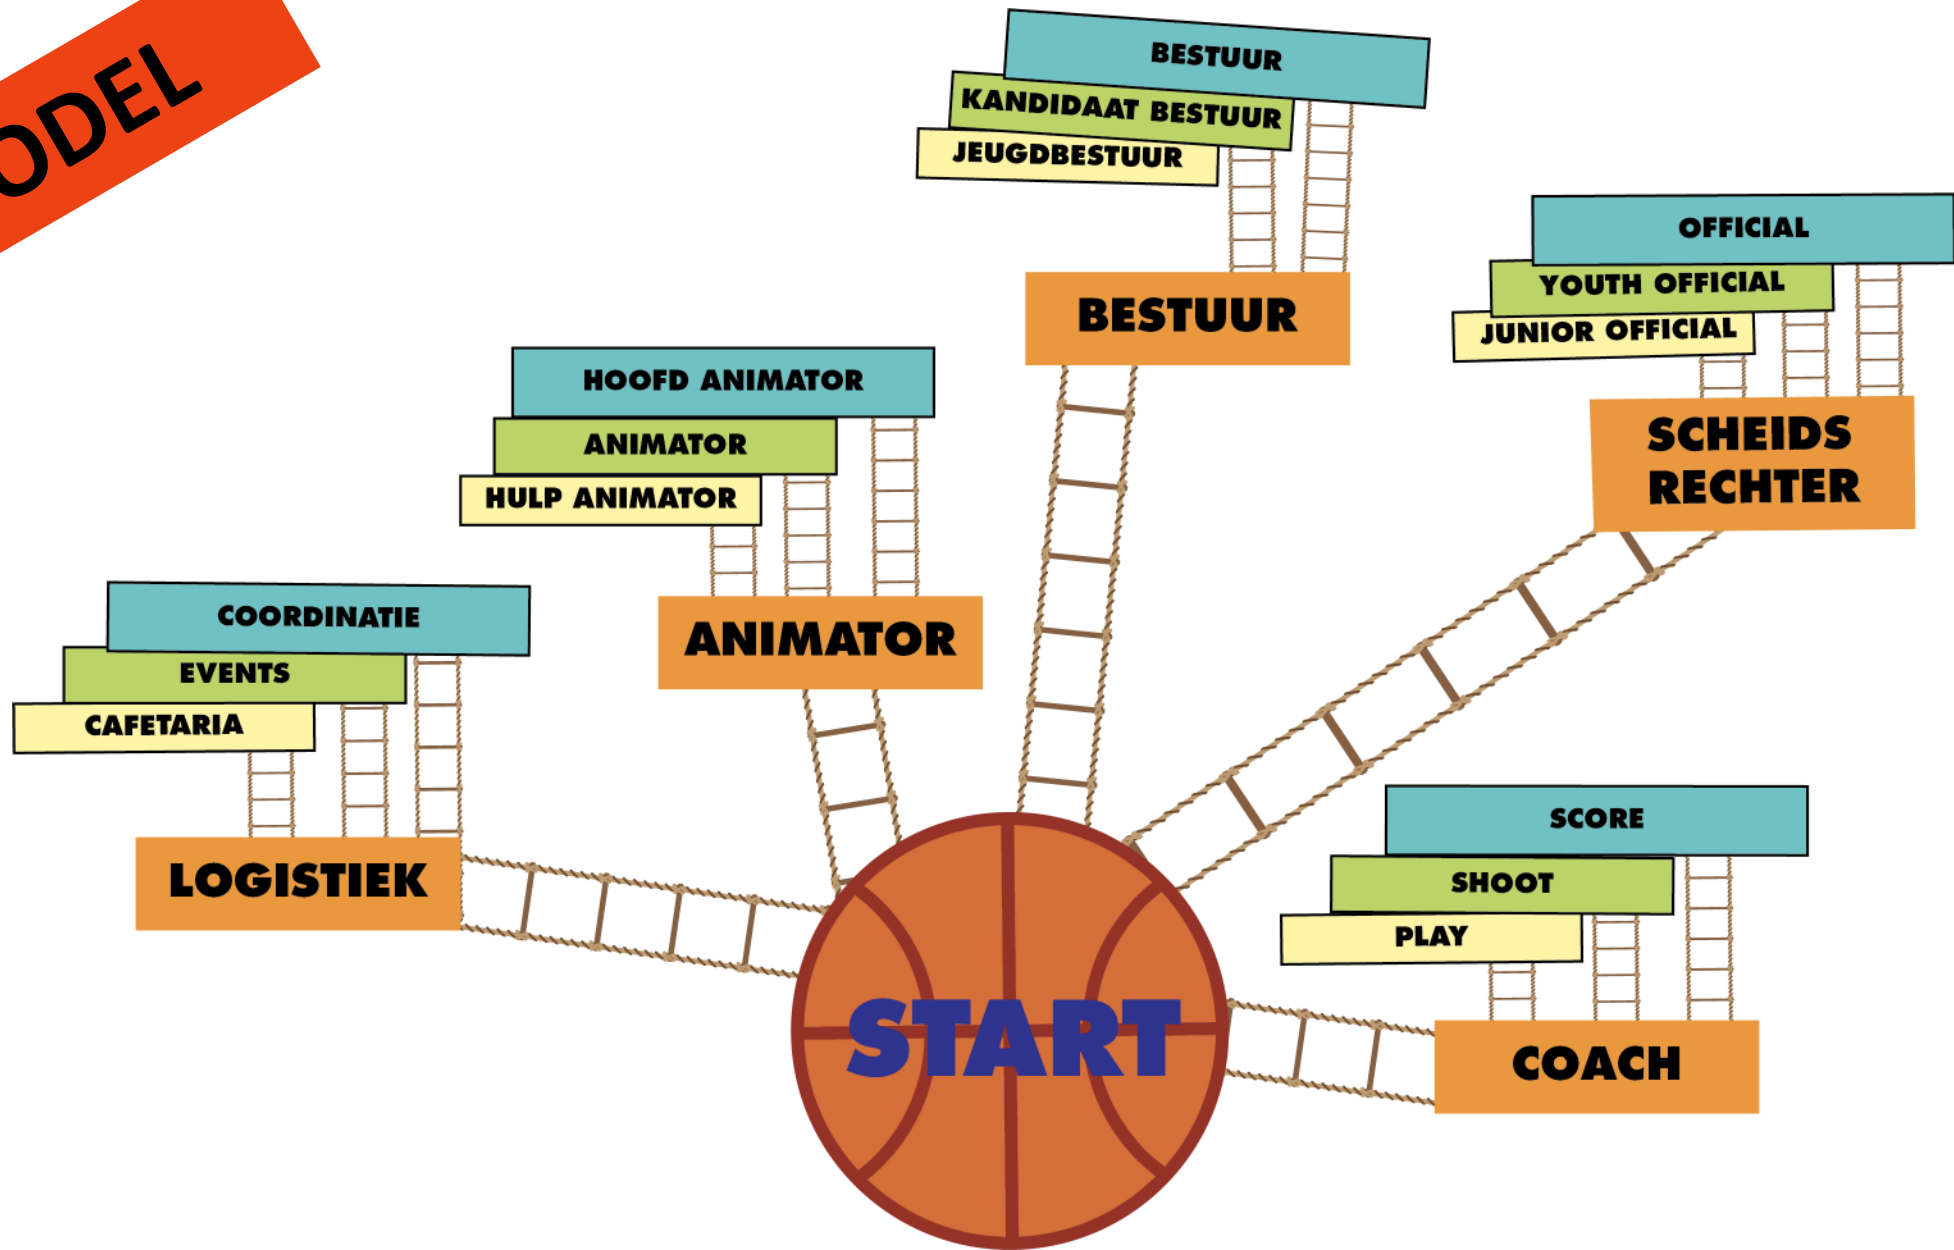 BESTUUR
KANDIDAAT BESTUUR
JEUGDBESTUUR
BESTUUR
OFFICIAL
YOUTH OFFICIAL
JUNIOR OFFICIAL
SCHEIDS
RECHTER
HOOFD ANIMATOR
ANIMATOR
HULP ANIMATOR
ANIMATOR
COORDINATIE
EVENTS
CAFETARIA
LOGISTIEK
SCORE
SHOOT
PLAY
COACH
START